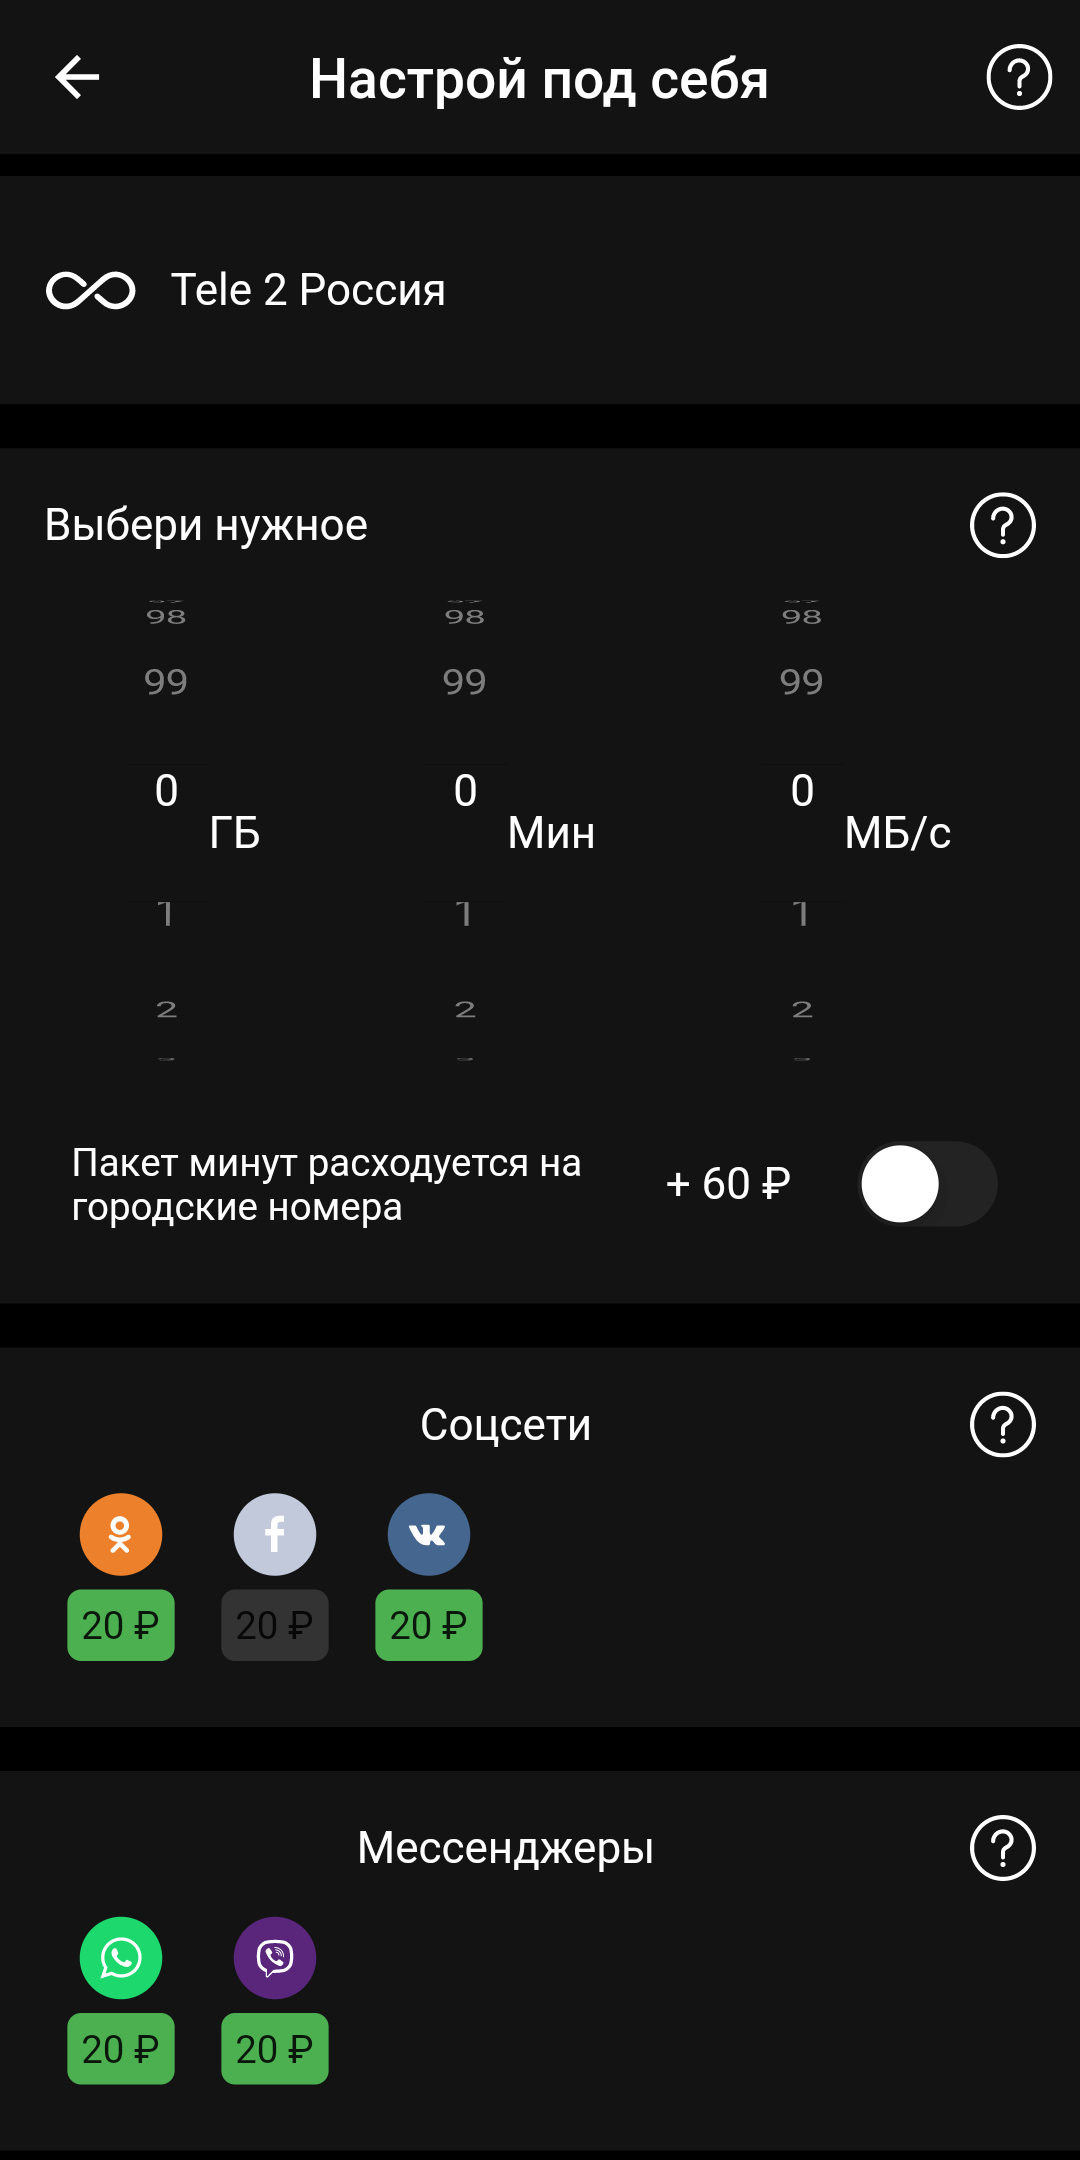 Настрой под себя
Tele 2 Россия
Выбери нужное
98 98 98
99 99 99
0 ГБ 0 Мин 0 МБ/с
1 1 1
2 2 2
Пакет минут расходуется на
городские номера
+ 60 ₽
Соцсети
20 ₽ 20 ₽ 20 ₽
Мессенджеры
20 ₽ 20 ₽